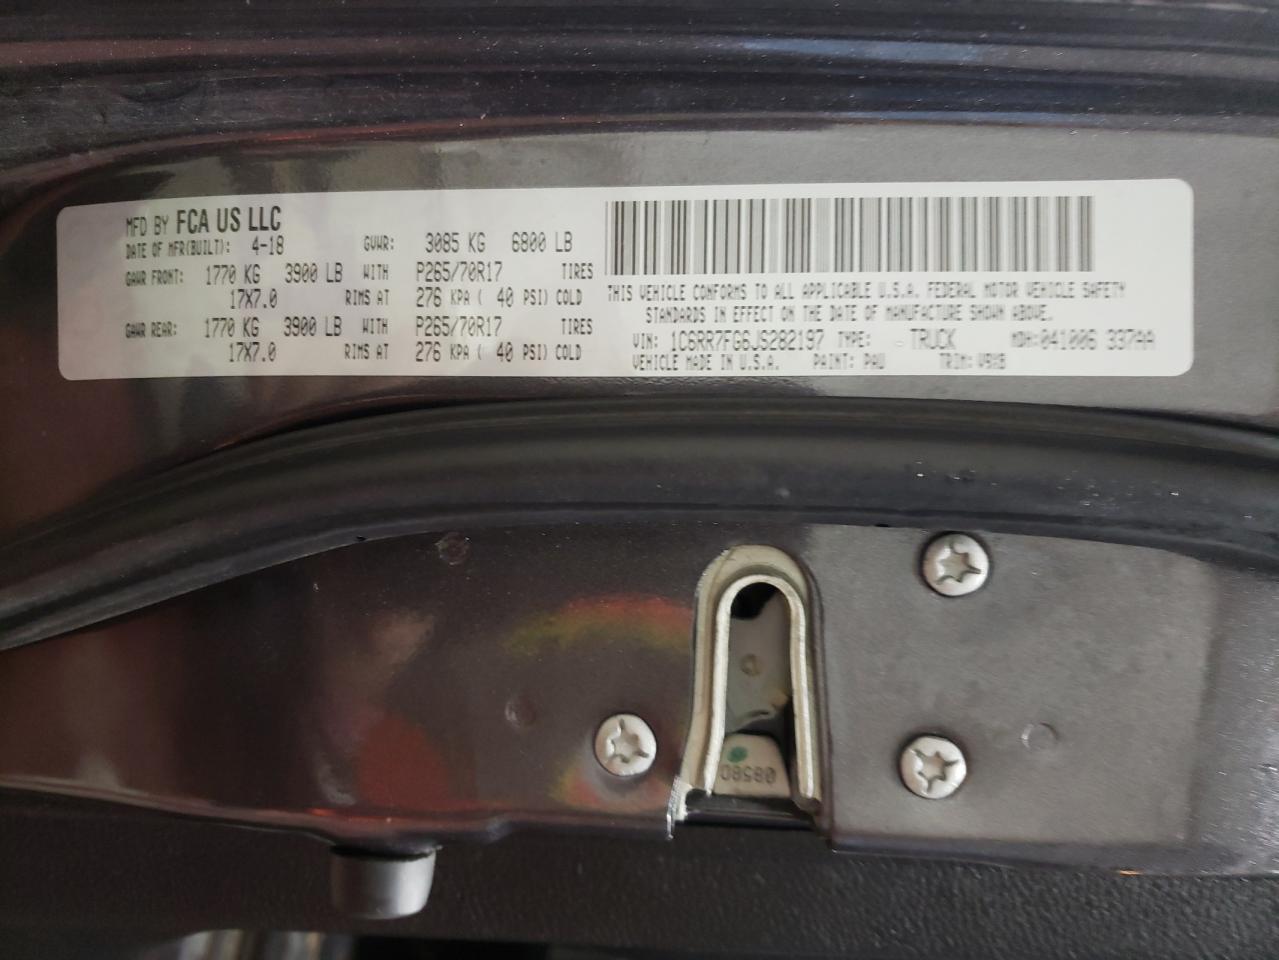 MFD BY FCA US LLC
DATE OF MFR(BUILT): 4-18 GVWR: 3085 KG 6800 LB
GAWR FRONT: 1770 KG 3900 LB WITH P265/70R17 TIRES
17X7.0 RIMS AT 276 KPA ( 40 PSI) COLD
GAWR REAR: 1770 KG 3900 LB WITH P265/70R17 TIRES
17X7.0 RIMS AT 276 KPA ( 40 PSI) COLD
THIS VEHICLE CONFORMS TO ALL APPLICABLE U.S.A. FEDERAL MOTOR VEHICLE SAFETY
STANDARDS IN EFFECT ON THE DATE OF MANUFACTURE SHOWN ABOVE.
VIN: 1C6RR7FG6JS282197 TYPE: TRUCK MDH:041006 337AA
VEHICLE MADE IN U.S.A. PAINT: PAU TRIM: V9X8
08580